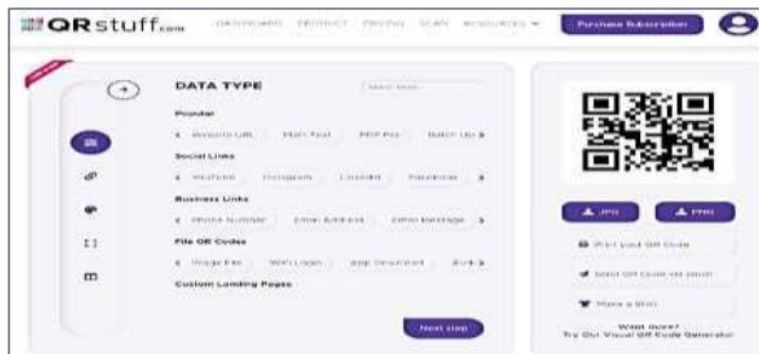 QRstuff.com DASHBOARD PRODUCT PRICING SCAN RESOURCES Purchase Subscription
DATA TYPE
Popular
Website URL Plain Text PDF File
Social Links
YouTube Instagram LinkedIn Facebook
Business Links
Phone Number Email Address Email Message
File QR Codes
Image File WiFi Login App Download
Custom Landing Pages
Next step
JPG PNG
Print your QR Code
Send QR Code via email
Make a Shirt
Want more?
Try Our Visual QR Code Generator